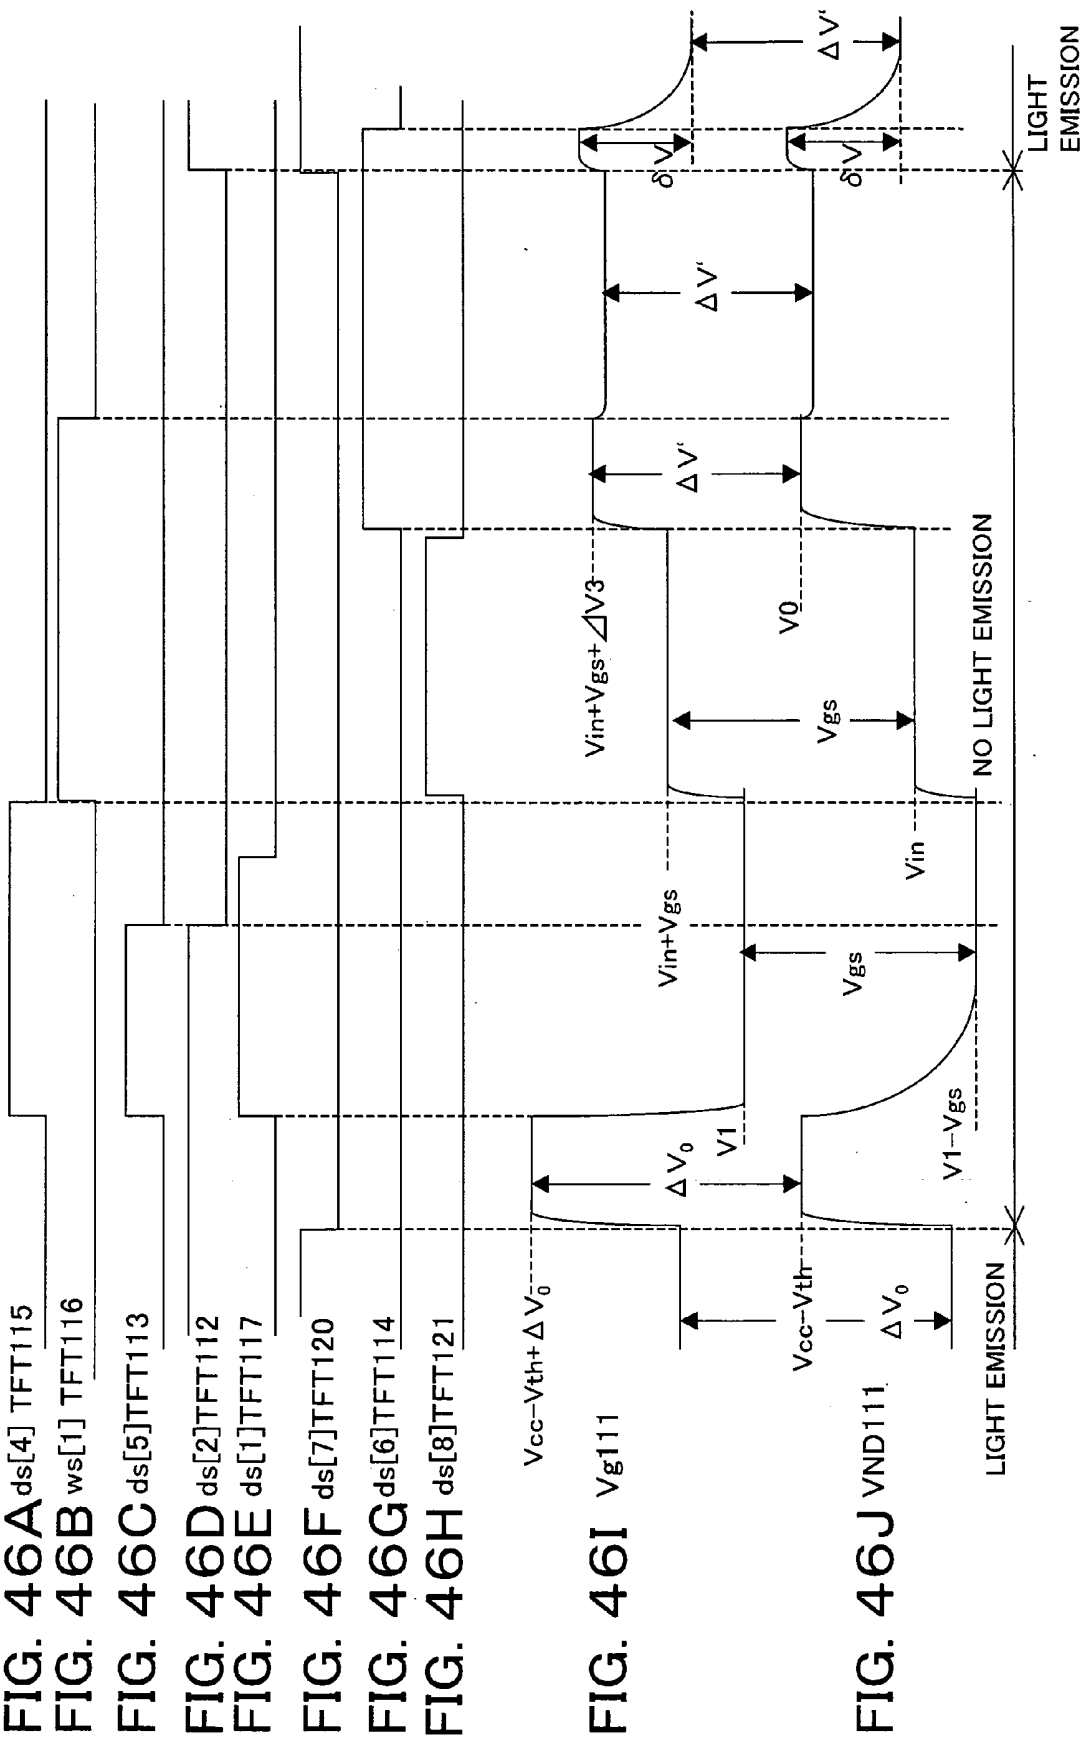 FIG. 46A ds[4] TFT115
FIG. 46B ws[1] TFT116
FIG. 46C ds[5]TFT113
FIG. 46D ds[2]TFT112
FIG. 46E ds[1]TFT117
FIG. 46F ds[7]TFT120
FIG. 46G ds[6]TFT114
FIG. 46H ds[8]TFT121
Vcc-Vth+ΔV₀
ΔV₀
V1
Vin+Vgs
Vin+Vgs+ΔV3
ΔV'
ΔV'
δV
FIG. 46I Vg111
Vcc-Vth
ΔV₀
Vgs
Vgs
V0
δV
ΔV'
V1-Vgs
Vin
FIG. 46J VND111
LIGHT EMISSION
NO LIGHT EMISSION
LIGHT
EMISSION